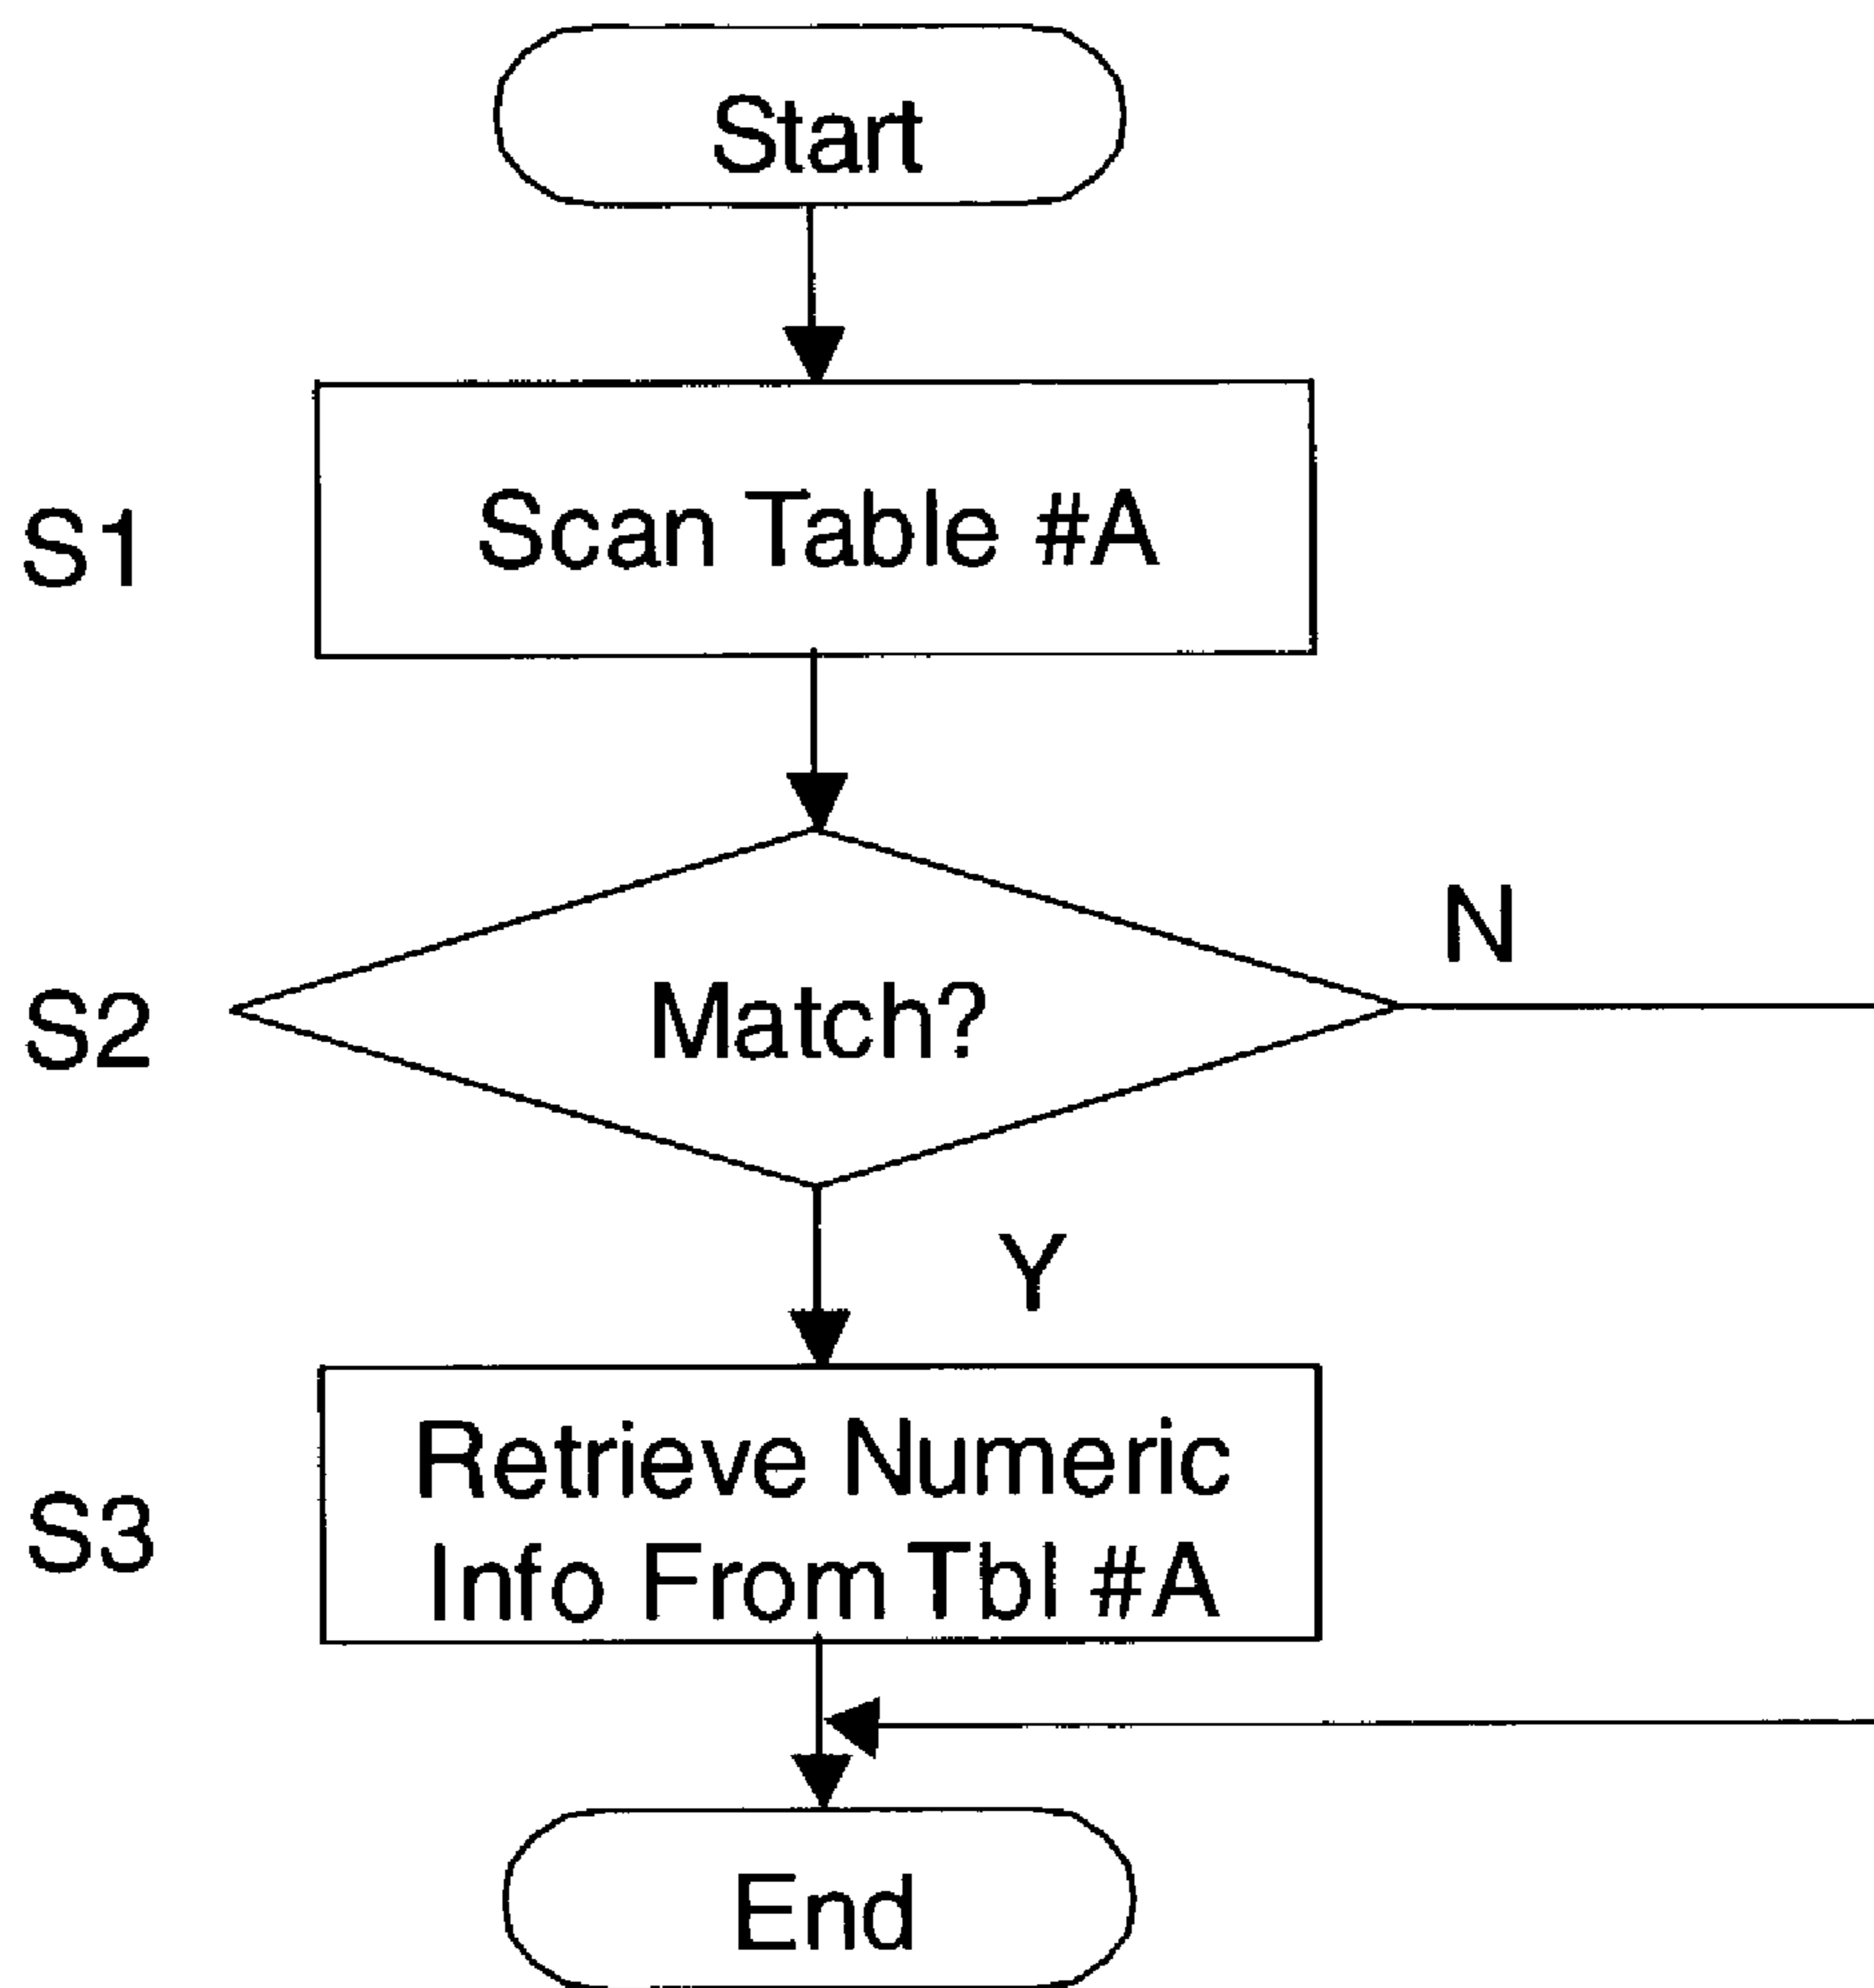 Start
S1
Scan Table #A
S2
Match?
N
Y
S3
Retrieve Numeric
Info From Tbl #A
End